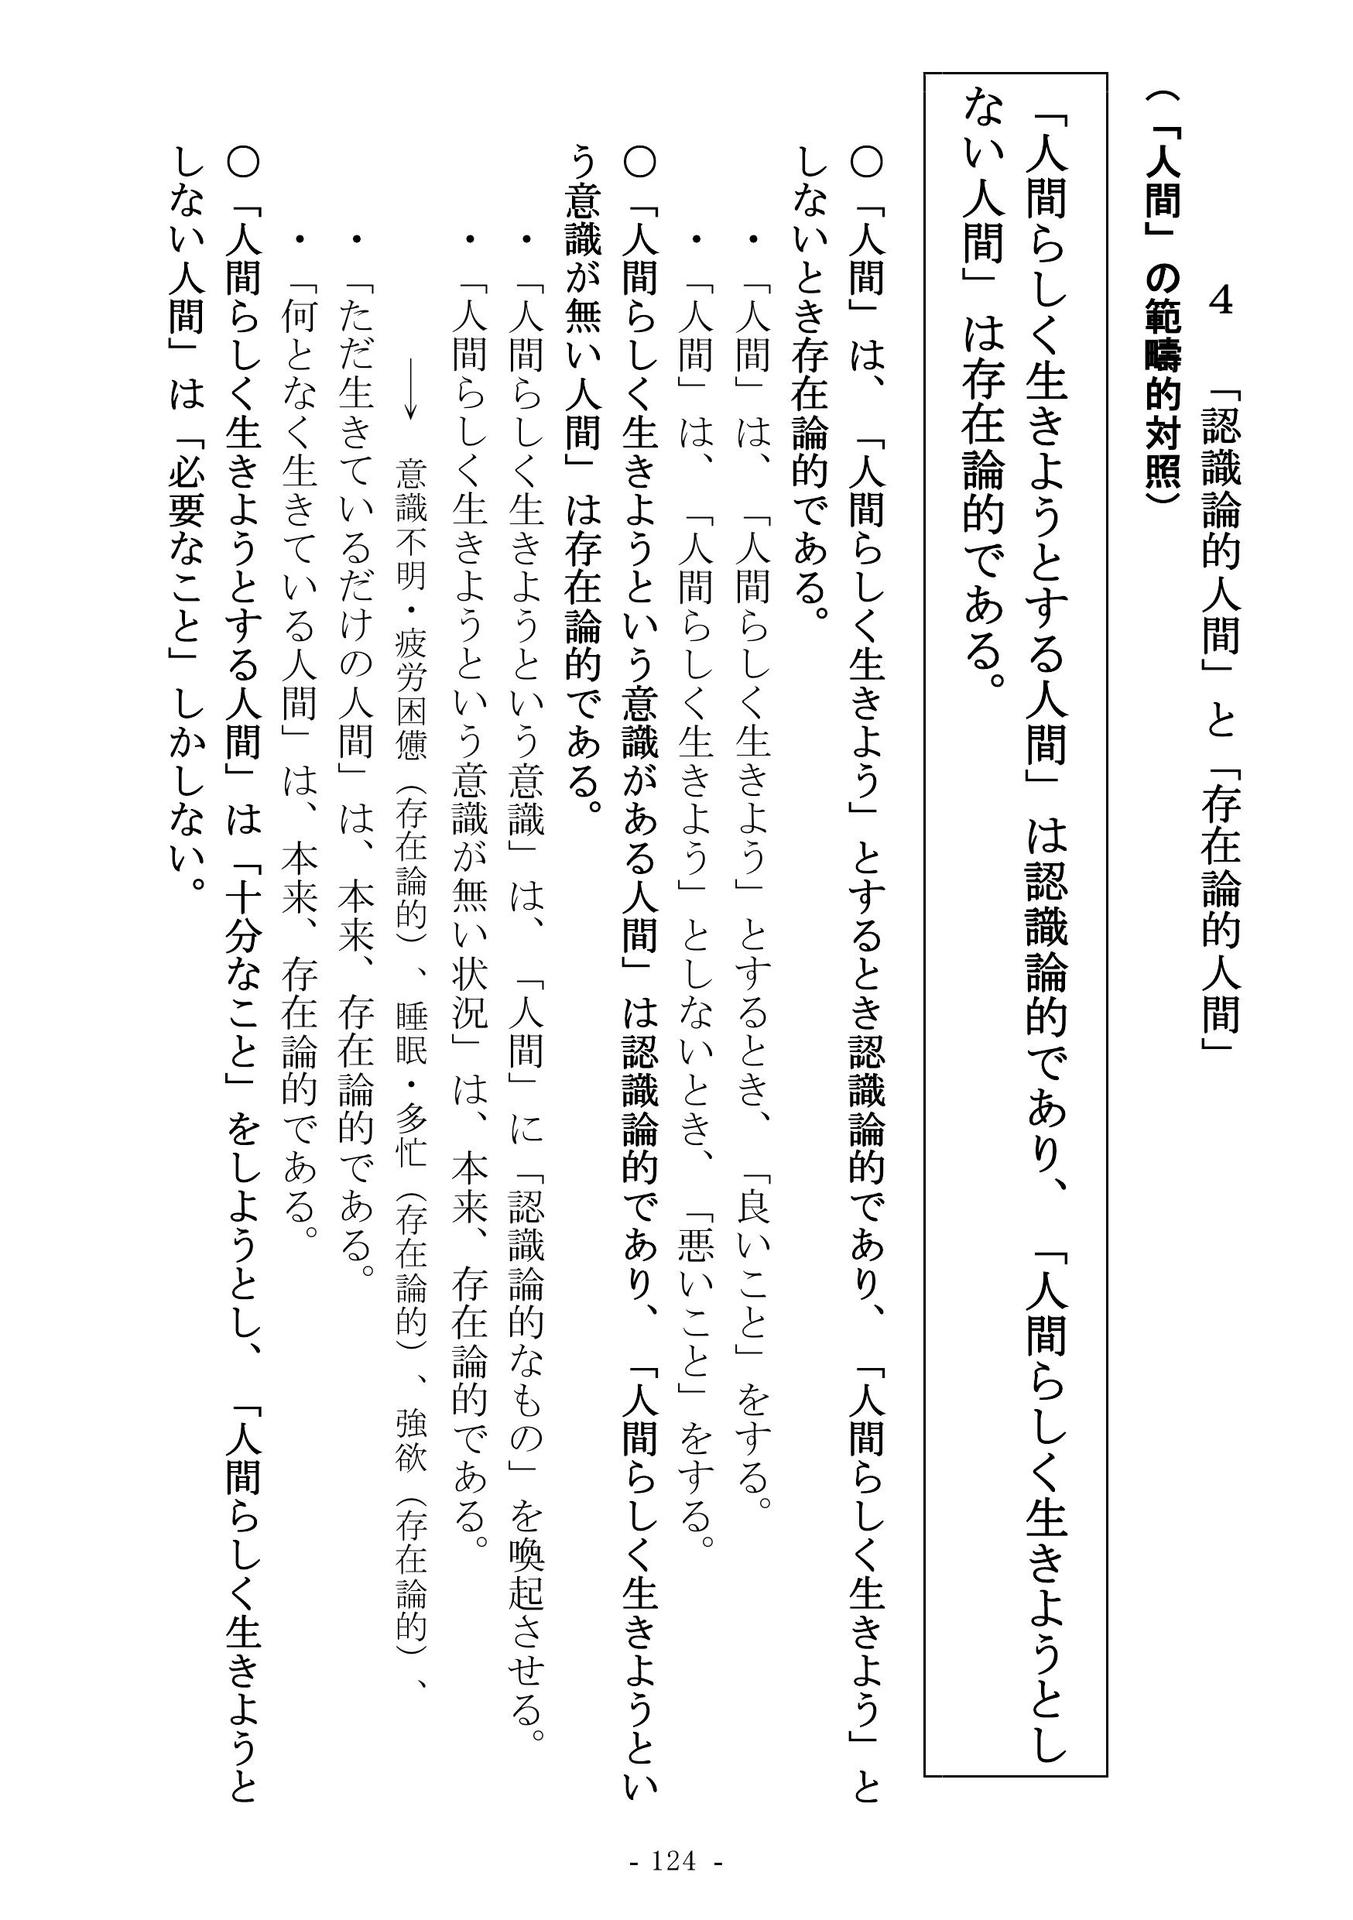 ４　「認識論的人間」と「存在論的人間」
（「人間」の範疇的対照）
「人間らしく生きようとする人間」は認識論的であり、「人間らしく生きようとし
ない人間」は存在論的である。
〇「人間」は、「人間らしく生きよう」とするとき認識論的であり、「人間らしく生きよう」と
しないとき存在論的である。
・「人間」は、「人間らしく生きよう」とするとき、「良いこと」をする。
・「人間」は、「人間らしく生きよう」としないとき、「悪いこと」をする。
〇「人間らしく生きようという意識がある人間」は認識論的であり、「人間らしく生きようとい
う意識が無い人間」は存在論的である。
・「人間らしく生きようという意識」は、「人間」に「認識論的なもの」を喚起させる。
・「人間らしく生きようという意識が無い状況」は、本来、存在論的である。
→　意識不明・疲労困憊（存在論的）、睡眠・多忙（存在論的）、強欲（存在論的）、
・「ただ生きているだけの人間」は、本来、存在論的である。
・「何となく生きている人間」は、本来、存在論的である。
〇「人間らしく生きようとする人間」は「十分なこと」をしようとし、「人間らしく生きようと
しない人間」は「必要なこと」しかしない。
- 124 -